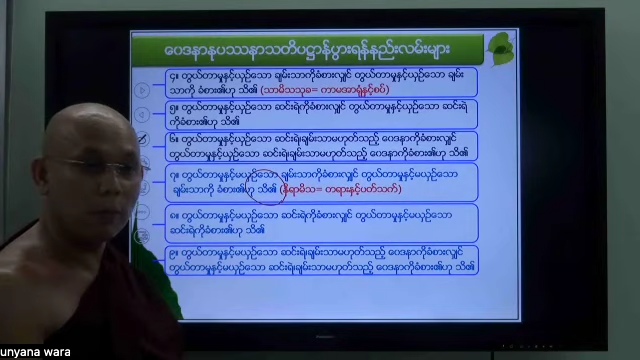 ဝေဒနာနုပဿနာသတိပဋ္ဌာန်ပွားရန်နည်းလမ်းများ
၄။ တွယ်တာမှုနှင့်ယှဉ်သော ချမ်းသာကိုခံစားလျှင် တွယ်တာမှုနှင့်ယှဉ်သော ချမ်း
သာကို ခံစား၏ဟု သိ၏ (သာမိသသုခ= ကာမအာရုံနှင့်စပ်)
၅။ တွယ်တာမှုနှင့်ယှဉ်သော ဆင်းရဲကိုခံစားလျှင် တွယ်တာမှုနှင့်ယှဉ်သော ဆင်းရဲ
ကိုခံစား၏ဟု သိ၏
၆။ တွယ်တာမှုနှင့်ယှဉ်သော ဆင်းရဲ၊ချမ်းသာမဟုတ်သည့် ဝေဒနာကိုခံစားလျှင်
တွယ်တာမှုနှင့်ယှဉ်သော ဆင်းရဲ၊ချမ်းသာမဟုတ်သည့် ဝေဒနာကိုခံစား၏ဟု သိ၏
၇။ တွယ်တာမှုနှင့်မယှဉ်သော ချမ်းသာကိုခံစားလျှင် တွယ်တာမှုနှင့်မယှဉ်သော
ချမ်းသာကို ခံစား၏ဟု သိ၏ (နိရာမိသ= တရားနှင့်ပတ်သက်)
၈။ တွယ်တာမှုနှင့်မယှဉ်သော ဆင်းရဲကိုခံစားလျှင် တွယ်တာမှုနှင့်မယှဉ်သော
ဆင်းရဲကိုခံစား၏ဟု သိ၏
၉။ တွယ်တာမှုနှင့်မယှဉ်သော ဆင်းရဲ၊ချမ်းသာမဟုတ်သည့် ဝေဒနာကိုခံစားလျှင်
တွယ်တာမှုနှင့်မယှဉ်သော ဆင်းရဲ၊ချမ်းသာမဟုတ်သည့် ဝေဒနာကိုခံစား၏ဟု သိ၏
unyana wara